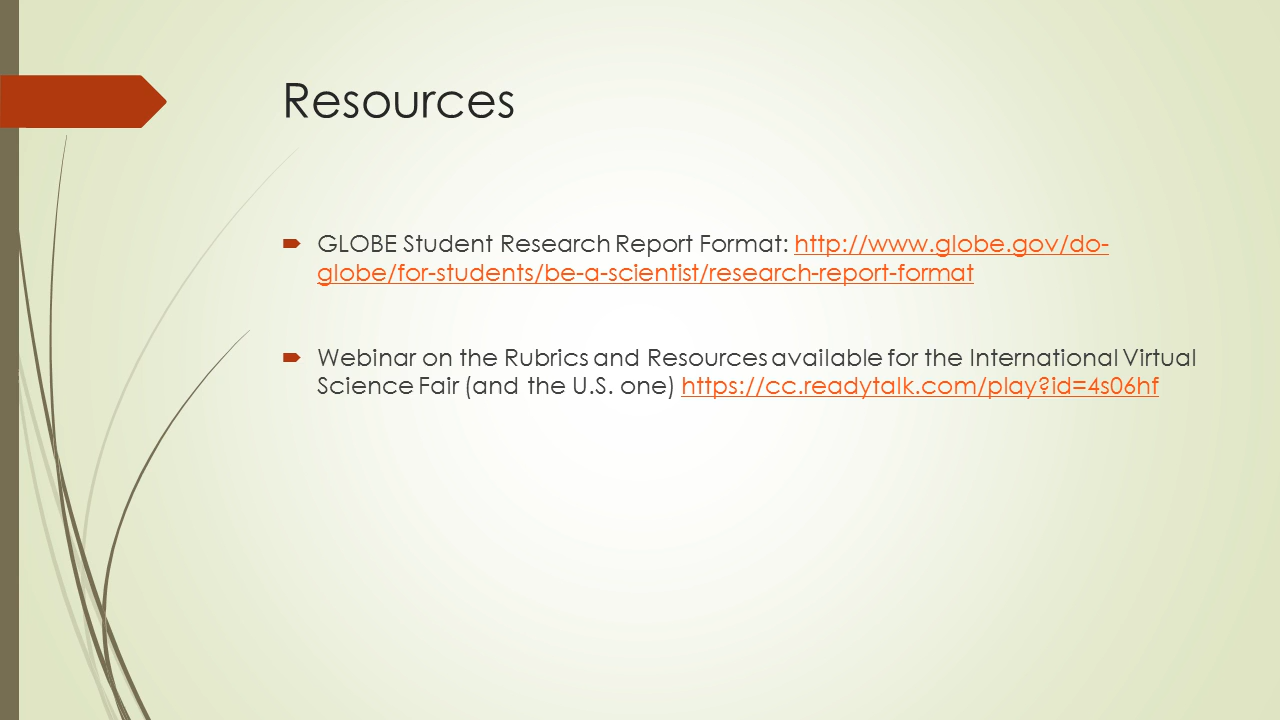 Resources
GLOBE Student Research Report Format: http://www.globe.gov/do-
globe/for-students/be-a-scientist/research-report-format
Webinar on the Rubrics and Resources available for the International Virtual
Science Fair (and the U.S. one) https://cc.readytalk.com/play?id=4s06hf